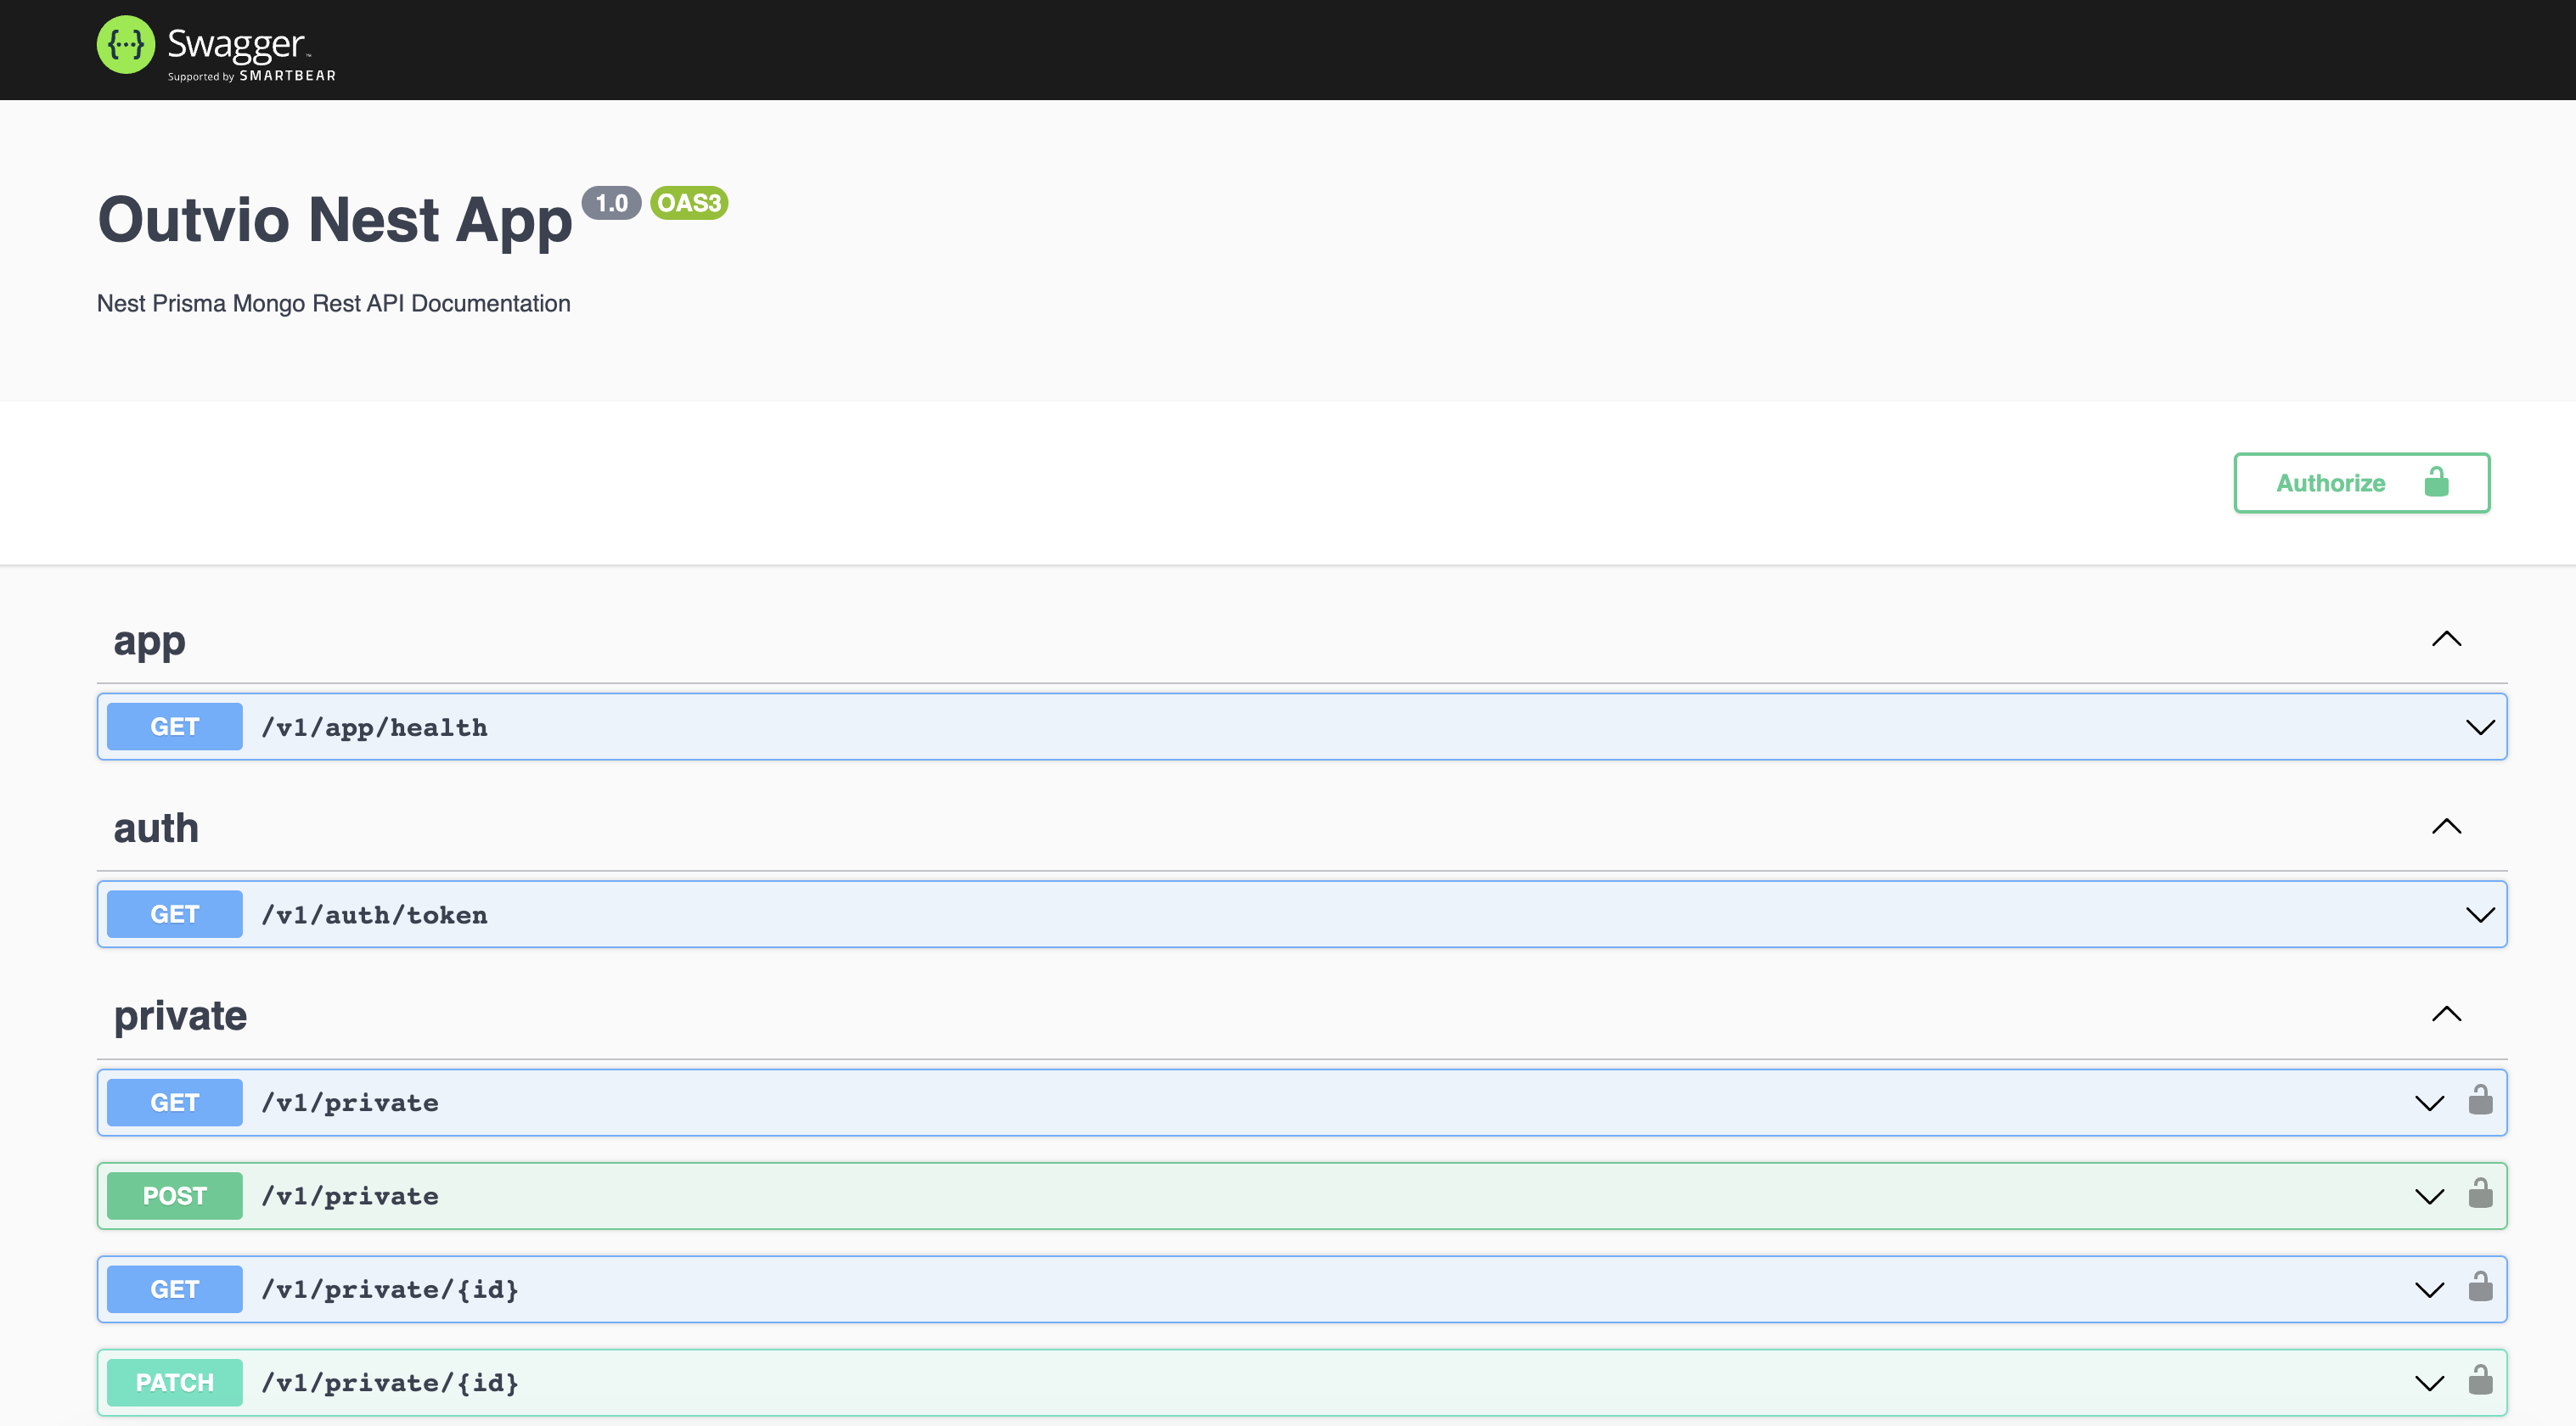 Swagger™
Supported by SMARTBEAR
Outvio Nest App 1.0 OAS3
Nest Prisma Mongo Rest API Documentation
Authorize
app
GET /v1/app/health
auth
GET /v1/auth/token
private
GET /v1/private
POST /v1/private
GET /v1/private/{id}
PATCH /v1/private/{id}